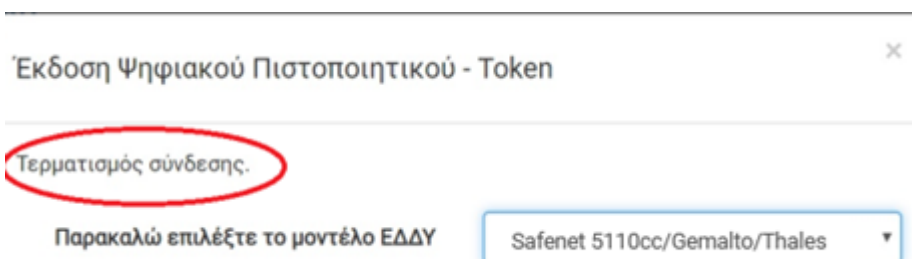 Έκδοση Ψηφιακού Πιστοποιητικού - Token
×
Τερματισμός σύνδεσης.
Παρακαλώ επιλέξτε το μοντέλο ΕΔΔΥ Safenet 5110cc/Gemalto/Thales